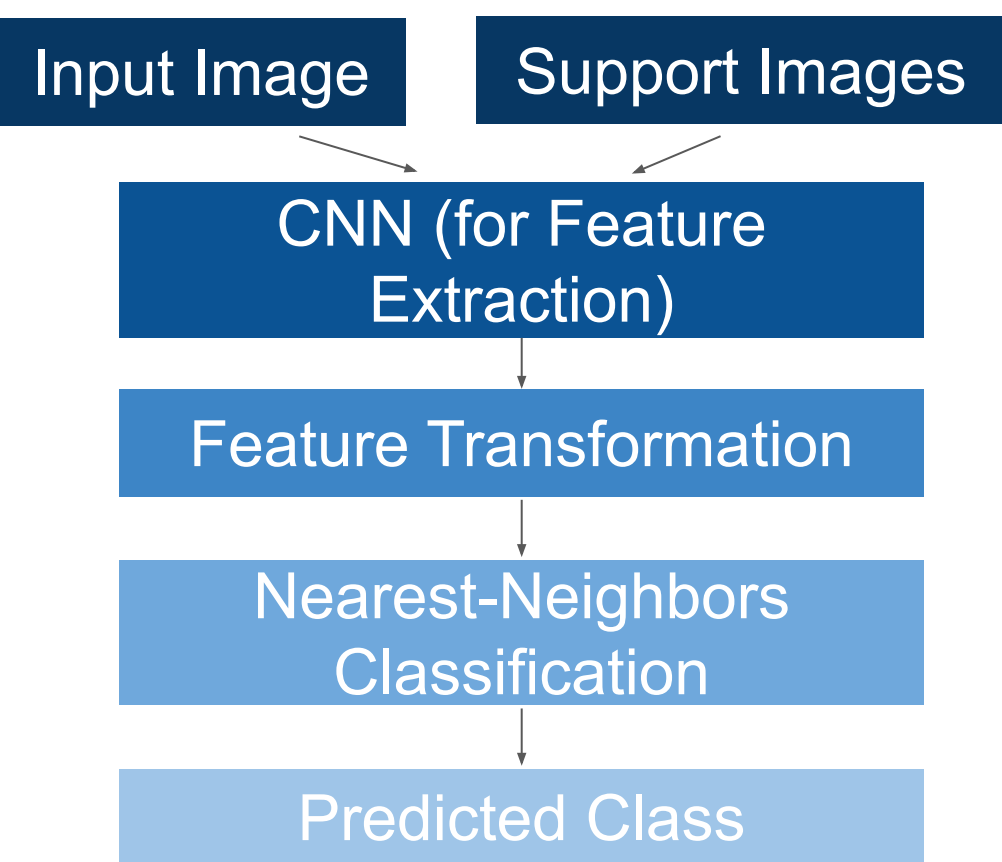 Input Image
Support Images
CNN (for Feature
Extraction)
Feature Transformation
Nearest-Neighbors
Classification
Predicted Class